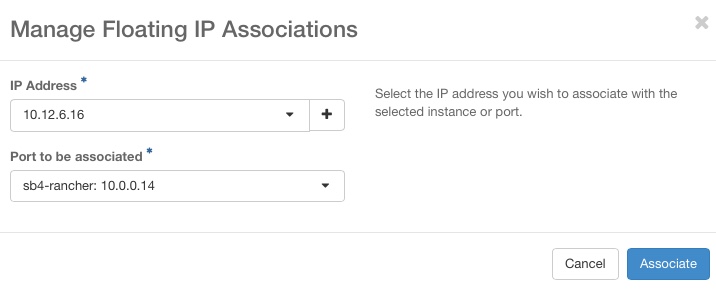 Manage Floating IP Associations
×
IP Address *
10.12.6.16
+
Select the IP address you wish to associate with the
selected instance or port.
Port to be associated *
sb4-rancher: 10.0.0.14
Cancel
Associate